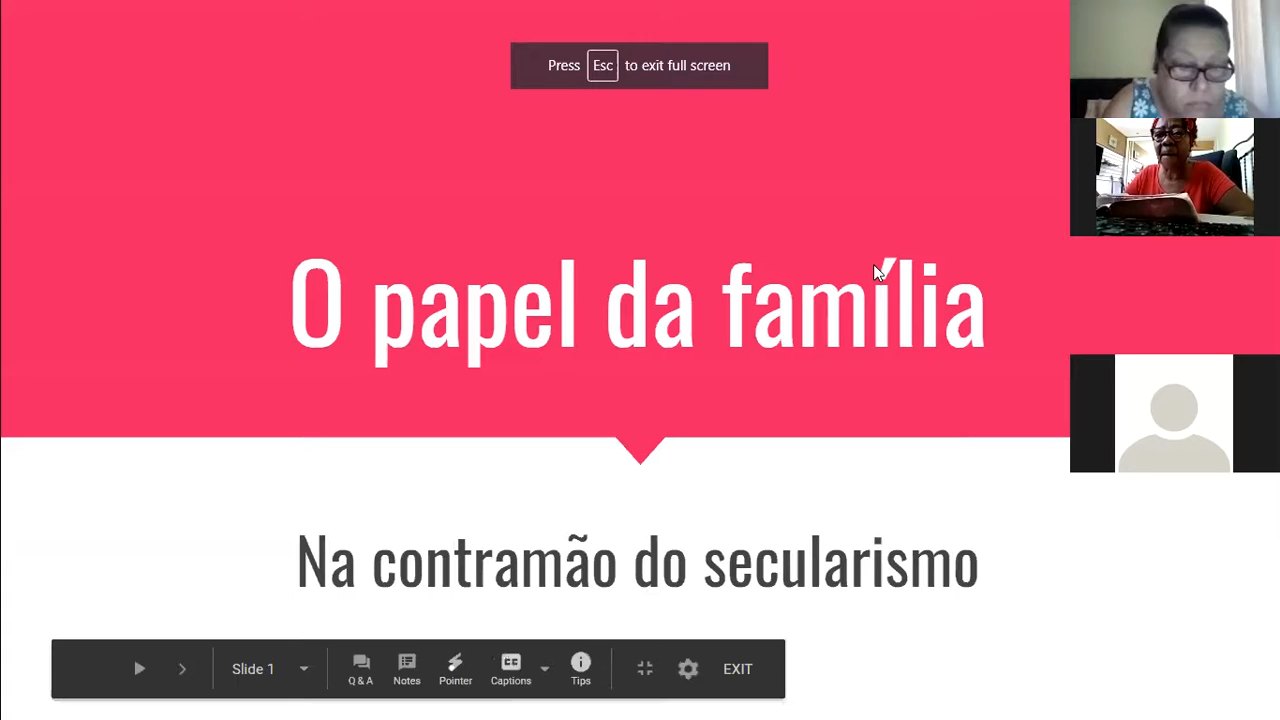 Press Esc to exit full screen
O papel da família
Na contramão do secularismo
Slide 1
Q & A
Notes
Pointer
CC
Captions
Tips
EXIT